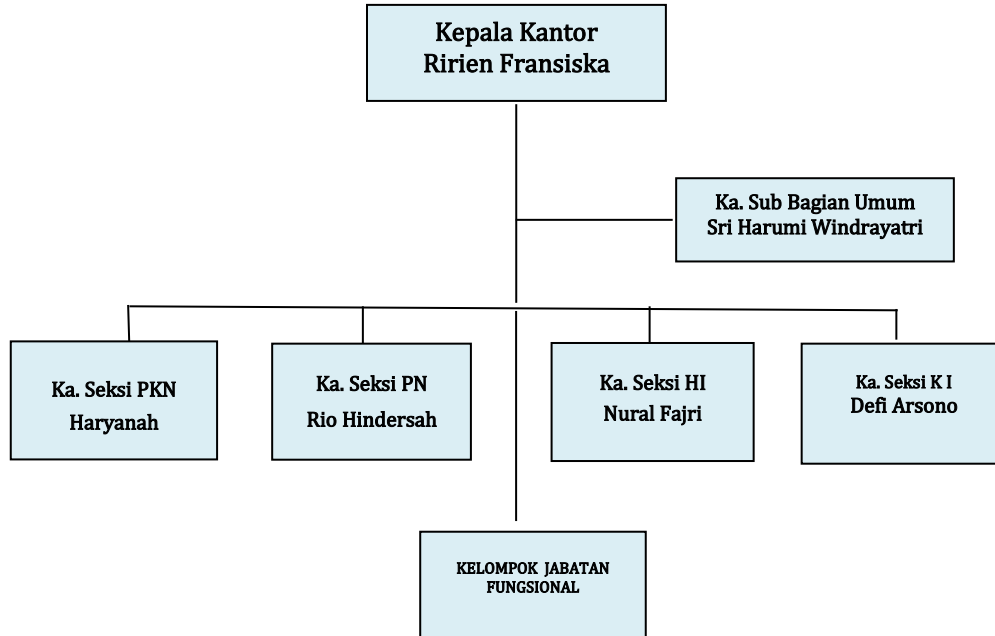 Kepala Kantor
Ririen Fransiska
Ka. Sub Bagian Umum
Sri Harumi Windrayatri
Ka. Seksi PKN
Haryanah
Ka. Seksi PN
Rio Hindersah
Ka. Seksi HI
Nural Fajri
Ka. Seksi K I
Defi Arsono
KELOMPOK JABATAN
FUNGSIONAL